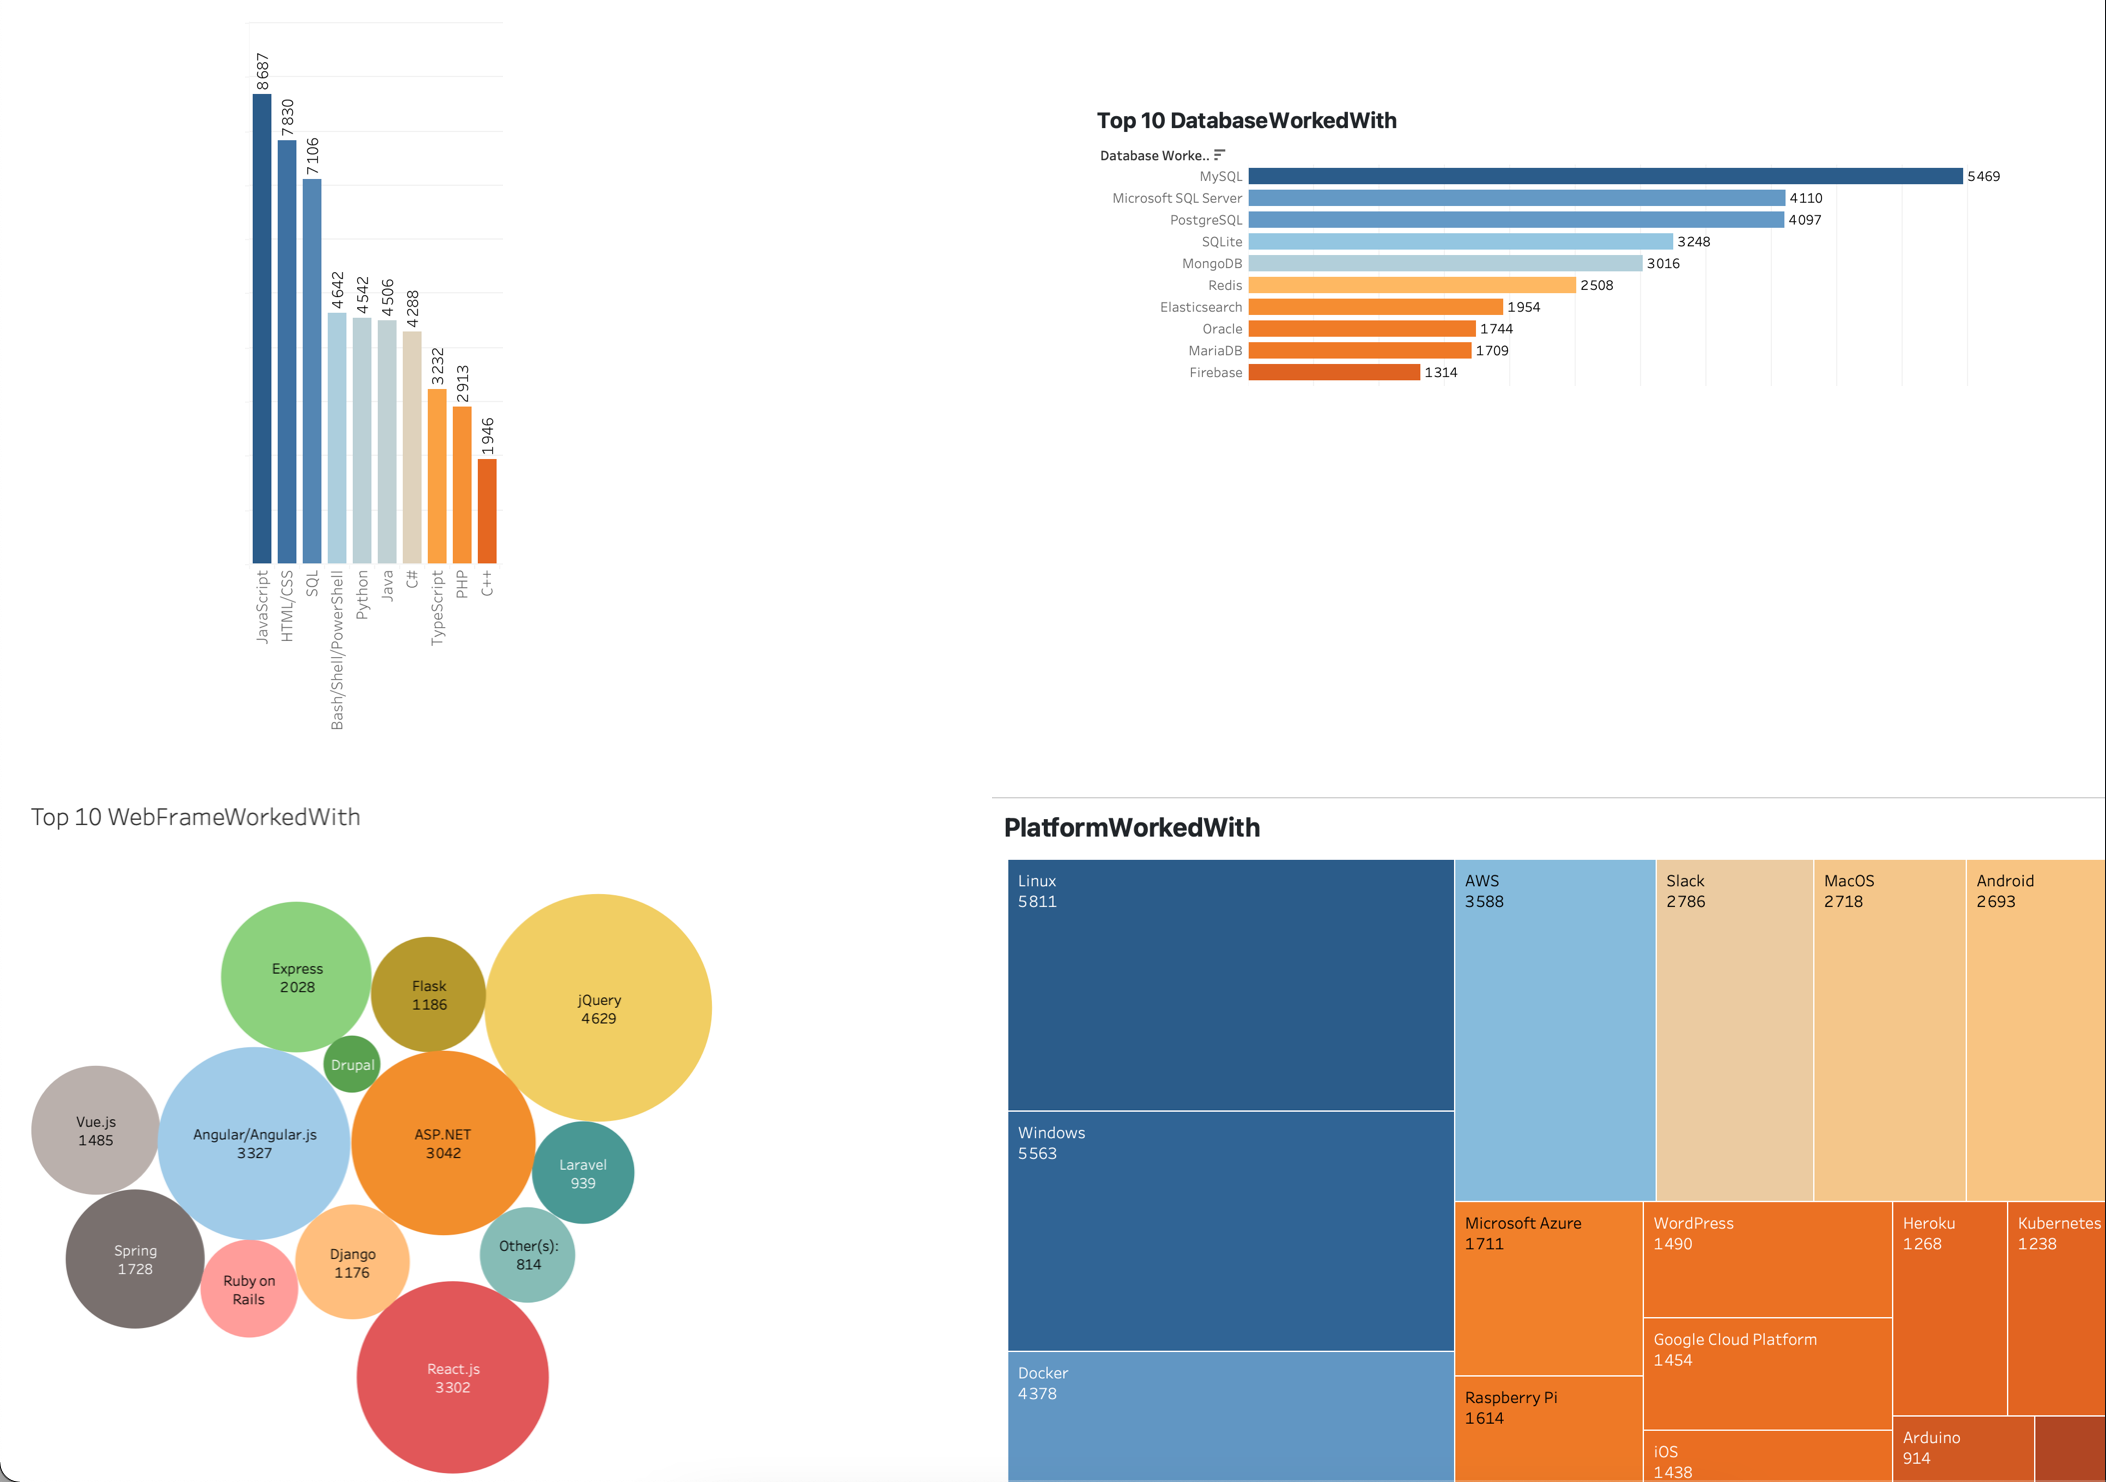 8687
7830
7106
4642
4542
4506
4288
3232
2913
1946
JavaScript
HTML/CSS
SQL
Bash/Shell/PowerShell
Python
Java
C#
TypeScript
PHP
C++
Top 10 DatabaseWorkedWith
Database Worke..
MySQL 5469
Microsoft SQL Server 4110
PostgreSQL 4097
SQLite 3248
MongoDB 3016
Redis 2508
Elasticsearch 1954
Oracle 1744
MariaDB 1709
Firebase 1314
Top 10 WebFrameWorkedWith
Express
2028
Flask
1186
jQuery
4629
Drupal
Vue.js
1485
Angular/Angular.js
3327
ASP.NET
3042
Laravel
939
Spring
1728
Ruby on
Rails
Django
1176
Other(s):
814
React.js
3302
PlatformWorkedWith
Linux
5811
Windows
5563
Docker
4378
AWS
3588
Slack
2786
MacOS
2718
Android
2693
Microsoft Azure
1711
Raspberry Pi
1614
WordPress
1490
Google Cloud Platform
1454
iOS
1438
Heroku
1268
Kubernetes
1238
Arduino
914